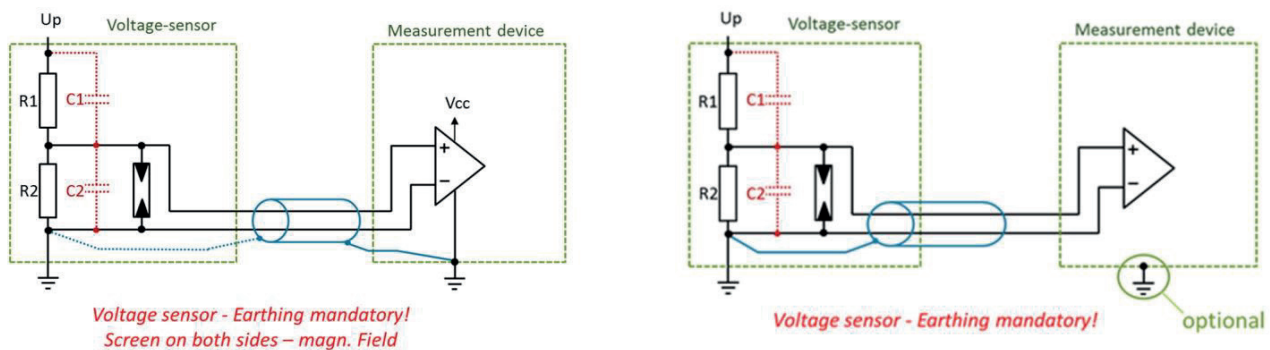 Up
Voltage-sensor
Measurement device
R1
C1
Vcc
+
R2
C2
−
Voltage sensor - Earthing mandatory!
Screen on both sides – magn. Field
Up
Voltage-sensor
Measurement device
R1
C1
+
R2
C2
−
Voltage sensor - Earthing mandatory!
optional